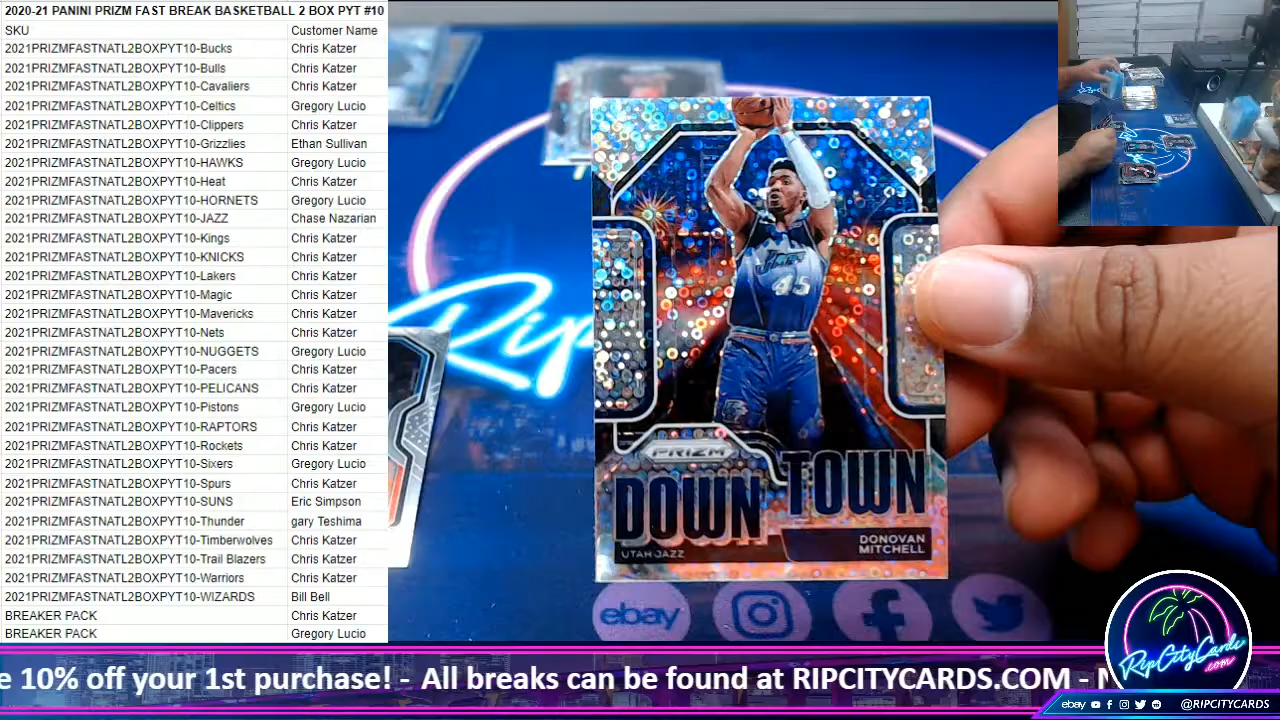 2020-21 PANINI PRIZM FAST BREAK BASKETBALL 2 BOX PYT #10
SKU Customer Name
2021PRIZMFASTNATL2BOXPYT10-Bucks Chris Katzer
2021PRIZMFASTNATL2BOXPYT10-Bulls Chris Katzer
2021PRIZMFASTNATL2BOXPYT10-Cavaliers Chris Katzer
2021PRIZMFASTNATL2BOXPYT10-Celtics Gregory Lucio
2021PRIZMFASTNATL2BOXPYT10-Clippers Chris Katzer
2021PRIZMFASTNATL2BOXPYT10-Grizzlies Ethan Sullivan
2021PRIZMFASTNATL2BOXPYT10-HAWKS Gregory Lucio
2021PRIZMFASTNATL2BOXPYT10-Heat Chris Katzer
2021PRIZMFASTNATL2BOXPYT10-HORNETS Gregory Lucio
2021PRIZMFASTNATL2BOXPYT10-JAZZ Chase Nazarian
2021PRIZMFASTNATL2BOXPYT10-Kings Chris Katzer
2021PRIZMFASTNATL2BOXPYT10-KNICKS Chris Katzer
2021PRIZMFASTNATL2BOXPYT10-Lakers Chris Katzer
2021PRIZMFASTNATL2BOXPYT10-Magic Chris Katzer
2021PRIZMFASTNATL2BOXPYT10-Mavericks Chris Katzer
2021PRIZMFASTNATL2BOXPYT10-Nets Chris Katzer
2021PRIZMFASTNATL2BOXPYT10-NUGGETS Gregory Lucio
2021PRIZMFASTNATL2BOXPYT10-Pacers Chris Katzer
2021PRIZMFASTNATL2BOXPYT10-PELICANS Chris Katzer
2021PRIZMFASTNATL2BOXPYT10-Pistons Gregory Lucio
2021PRIZMFASTNATL2BOXPYT10-RAPTORS Chris Katzer
2021PRIZMFASTNATL2BOXPYT10-Rockets Chris Katzer
2021PRIZMFASTNATL2BOXPYT10-Sixers Gregory Lucio
2021PRIZMFASTNATL2BOXPYT10-Spurs Chris Katzer
2021PRIZMFASTNATL2BOXPYT10-SUNS Eric Simpson
2021PRIZMFASTNATL2BOXPYT10-Thunder gary Teshima
2021PRIZMFASTNATL2BOXPYT10-Timberwolves Chris Katzer
2021PRIZMFASTNATL2BOXPYT10-Trail Blazers Chris Katzer
2021PRIZMFASTNATL2BOXPYT10-Warriors Chris Katzer
2021PRIZMFASTNATL2BOXPYT10-WIZARDS Bill Bell
BREAKER PACK Chris Katzer
BREAKER PACK Gregory Lucio
Rip
JAZZ
45
PRIZM
DOWN TOWN
UTAH JAZZ
DONOVAN
MITCHELL
ebay
10% off your 1st purchase! - All breaks can be found at RIPCITYCARDS.COM -
RipCityCards
.com
ebay @RIPCITYCARDS